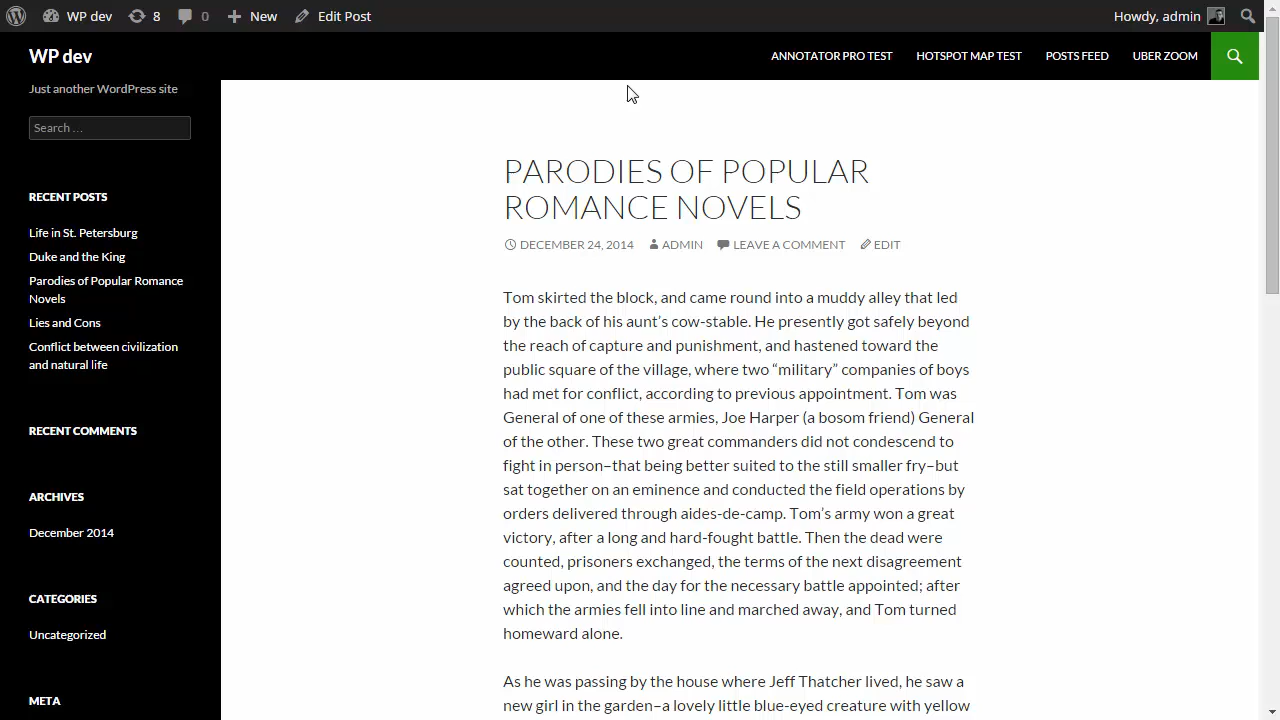 WP dev 8 0 New Edit Post Howdy, admin
WP dev
ANNOTATOR PRO TEST HOTSPOT MAP TEST POSTS FEED UBER ZOOM
Just another WordPress site
Search …
RECENT POSTS
Life in St. Petersburg
Duke and the King
Parodies of Popular Romance
Novels
Lies and Cons
Conflict between civilization
and natural life
RECENT COMMENTS
ARCHIVES
December 2014
CATEGORIES
Uncategorized
META
PARODIES OF POPULAR
ROMANCE NOVELS
DECEMBER 24, 2014 ADMIN LEAVE A COMMENT EDIT
Tom skirted the block, and came round into a muddy alley that led
by the back of his aunt’s cow-stable. He presently got safely beyond
the reach of capture and punishment, and hastened toward the
public square of the village, where two “military” companies of boys
had met for conflict, according to previous appointment. Tom was
General of one of these armies, Joe Harper (a bosom friend) General
of the other. These two great commanders did not condescend to
fight in person–that being better suited to the still smaller fry–but
sat together on an eminence and conducted the field operations by
orders delivered through aides-de-camp. Tom’s army won a great
victory, after a long and hard-fought battle. Then the dead were
counted, prisoners exchanged, the terms of the next disagreement
agreed upon, and the day for the necessary battle appointed; after
which the armies fell into line and marched away, and Tom turned
homeward alone.
As he was passing by the house where Jeff Thatcher lived, he saw a
new girl in the garden–a lovely little blue-eyed creature with yellow